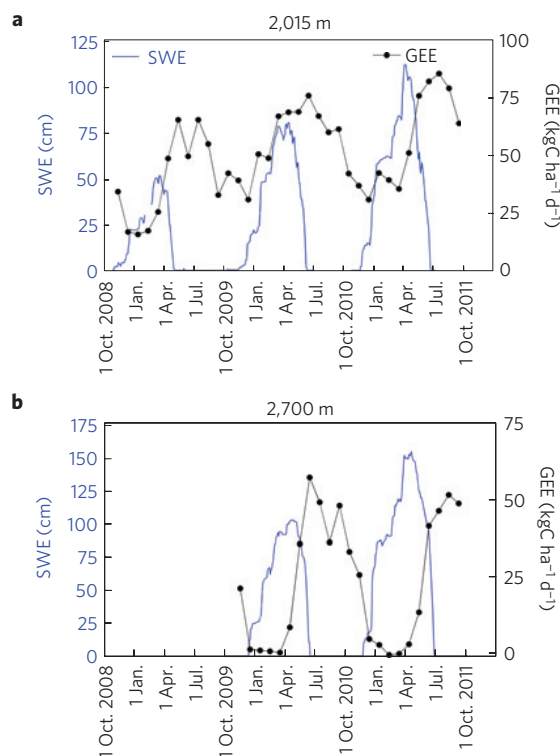 a
2,015 m
125
100
75
50
25
0
SWE (cm)
SWE
GEE
100
75
50
25
0
GEE (kgC ha⁻¹ d⁻¹)
1 Oct. 2008
1 Jan.
1 Apr.
1 Jul.
1 Oct. 2009
1 Jan.
1 Apr.
1 Jul.
1 Oct. 2010
1 Jan.
1 Apr.
1 Jul.
1 Oct. 2011
b
2,700 m
175
150
125
100
75
50
25
0
SWE (cm)
75
50
25
0
GEE (kgC ha⁻¹ d⁻¹)
1 Oct. 2008
1 Jan.
1 Apr.
1 Jul.
1 Oct. 2009
1 Jan.
1 Apr.
1 Jul.
1 Oct. 2010
1 Jan.
1 Apr.
1 Jul.
1 Oct. 2011